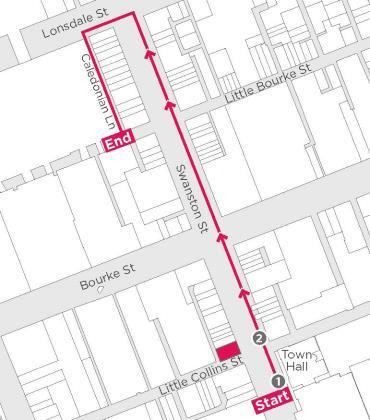 Lonsdale St
Caledonian Ln
Little Bourke St
End
Swanston St
Bourke St
2
Town
Hall
Little Collins St
1
Start